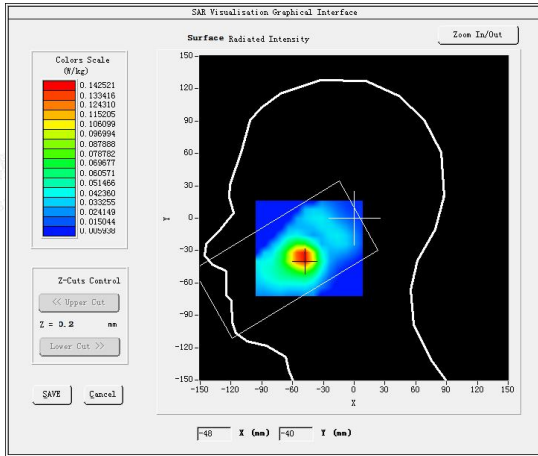 SAR Visualisation Graphical Interface
Surface Radiated Intensity
Zoom In/Out
Colors Scale
(W/kg)
0.142521
0.133416
0.124310
0.115205
0.106099
0.096994
0.087888
0.078782
0.069677
0.060571
0.051466
0.042360
0.033255
0.024149
0.015044
0.005938
Z-Cuts Control
<< Upper Cut
Z = 0.2 mm
Lower Cut >>
SAVE Cancel
150
120
90
60
30
Y 0
-30
-60
-90
-120
-150
-150 -120 -90 -60 -30 0 30 60 90 120 150
X
-48 X (mm) -40 Y (mm)